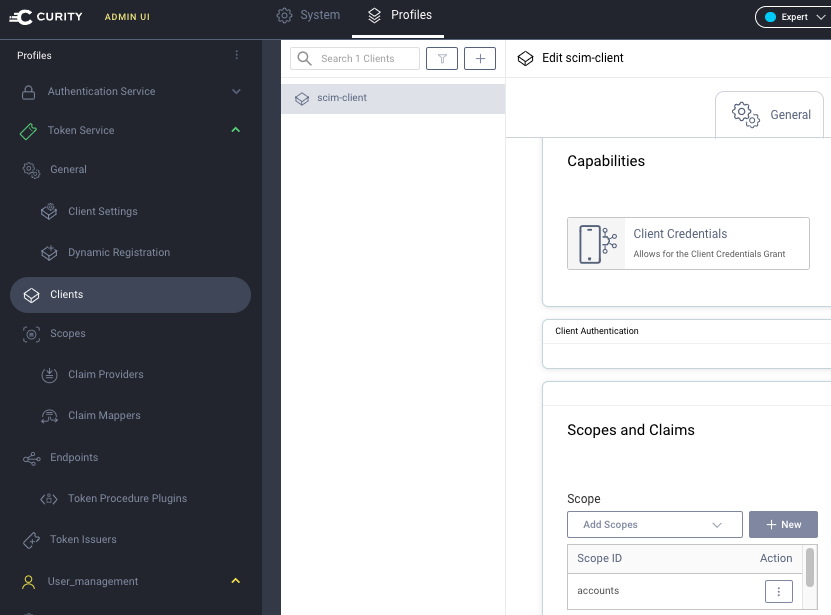 CURITY ADMIN UI System Profiles Expert
Profiles
Authentication Service
Token Service
General
Client Settings
Dynamic Registration
Clients
Scopes
Claim Providers
Claim Mappers
Endpoints
Token Procedure Plugins
Token Issuers
User_management
Search 1 Clients
scim-client
Edit scim-client
General
Capabilities
Client Credentials
Allows for the Client Credentials Grant
Client Authentication
Scopes and Claims
Scope
Add Scopes + New
Scope ID Action
accounts